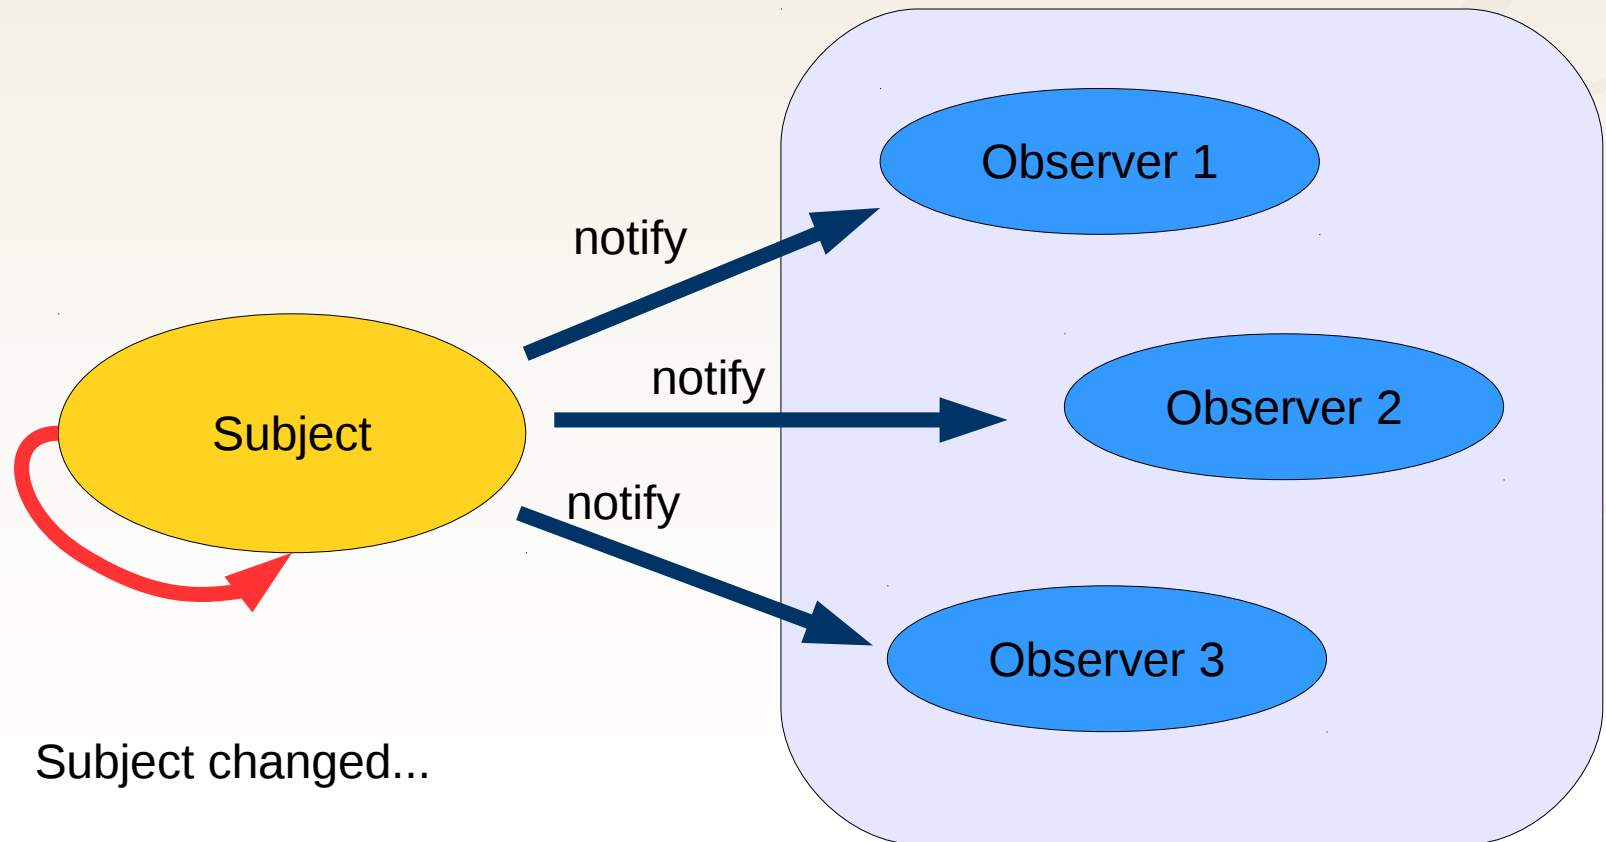 Observer 1
notify
notify
Observer 2
Subject
notify
Observer 3
Subject changed...